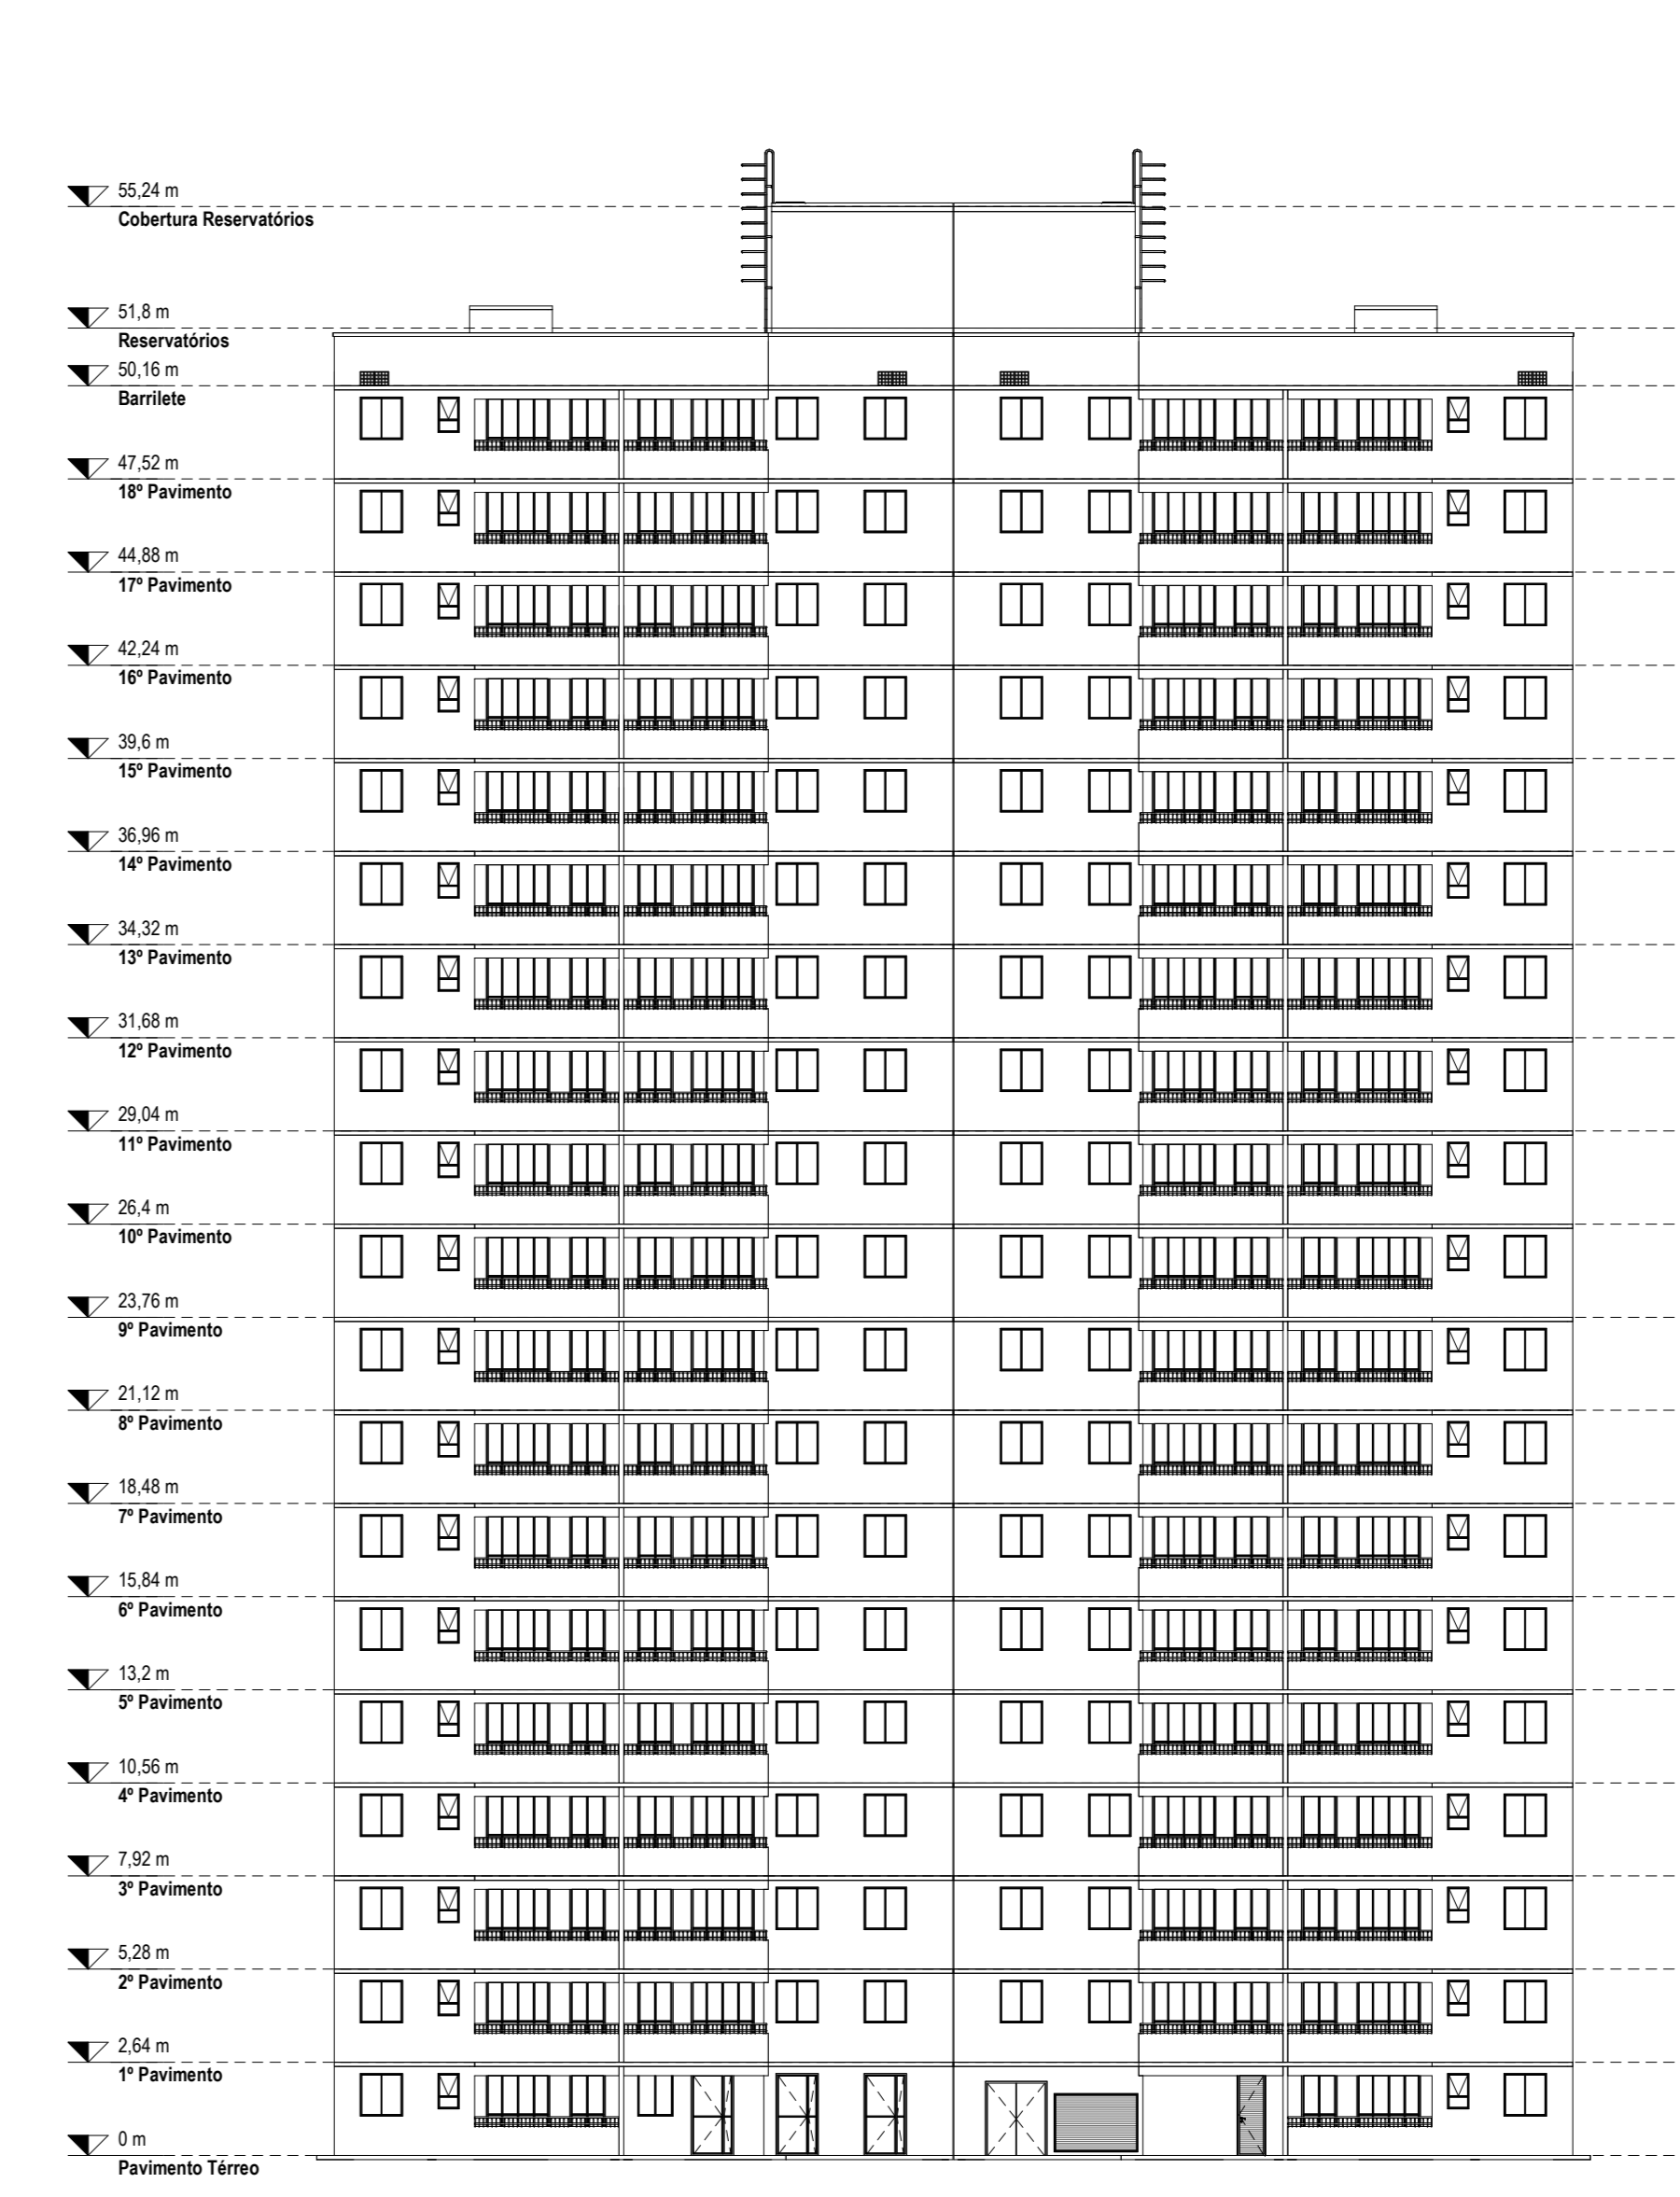 55,24 m
Cobertura Reservatórios
51,8 m
Reservatórios
50,16 m
Barrilete
47,52 m
18º Pavimento
44,88 m
17º Pavimento
42,24 m
16º Pavimento
39,6 m
15º Pavimento
36,96 m
14º Pavimento
34,32 m
13º Pavimento
31,68 m
12º Pavimento
29,04 m
11º Pavimento
26,4 m
10º Pavimento
23,76 m
9º Pavimento
21,12 m
8º Pavimento
18,48 m
7º Pavimento
15,84 m
6º Pavimento
13,2 m
5º Pavimento
10,56 m
4º Pavimento
7,92 m
3º Pavimento
5,28 m
2º Pavimento
2,64 m
1º Pavimento
0 m
Pavimento Térreo